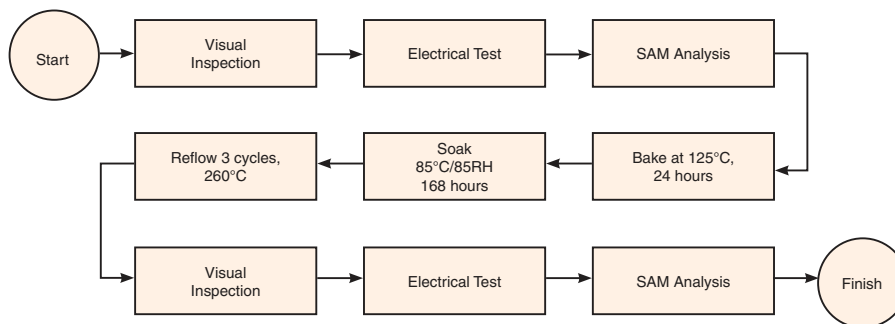 Start
Visual
Inspection
Electrical Test
SAM Analysis
Bake at 125°C,
24 hours
Soak
85°C/85RH
168 hours
Reflow 3 cycles,
260°C
Visual
Inspection
Electrical Test
SAM Analysis
Finish